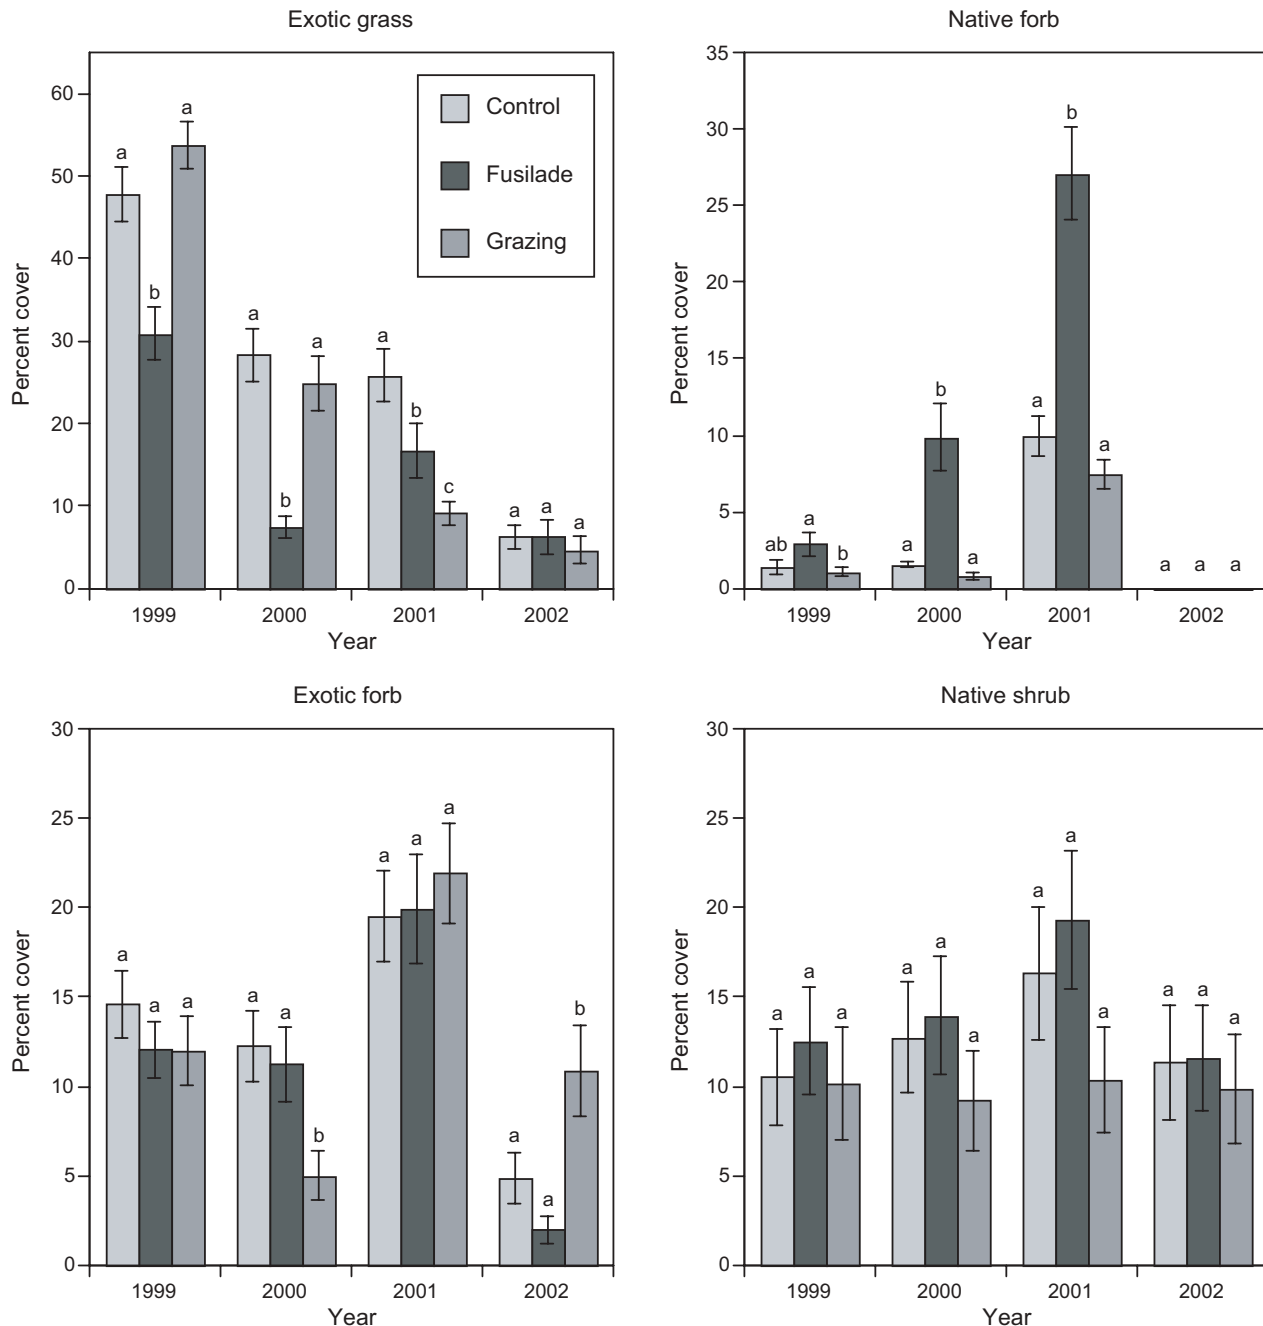 Exotic grass
Percent cover
60
50
40
30
20
10
0
Control
Fusilade
Grazing
a
b
a
a
b
a
a
b
c
a
a
a
1999
2000
2001
2002
Year
Native forb
Percent cover
35
30
25
20
15
10
5
0
ab
a
b
a
b
a
a
b
a
a
a
a
1999
2000
2001
2002
Year
Exotic forb
Percent cover
30
25
20
15
10
5
0
a
a
a
a
a
b
a
a
a
a
a
b
1999
2000
2001
2002
Year
Native shrub
Percent cover
30
25
20
15
10
5
0
a
a
a
a
a
a
a
a
a
a
a
a
1999
2000
2001
2002
Year